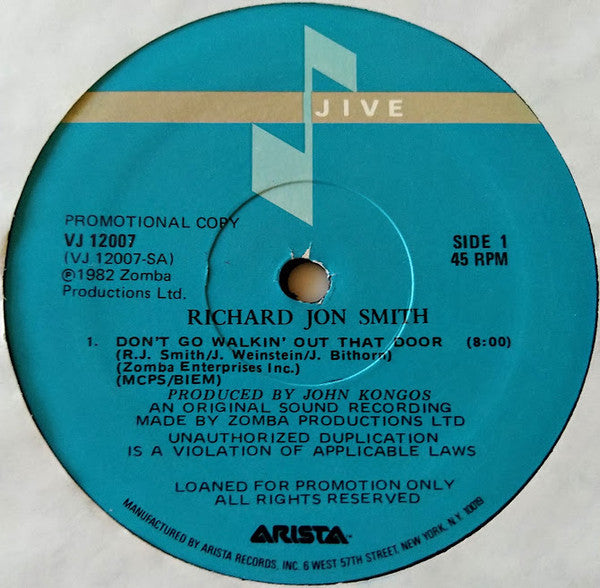 JIVE
PROMOTIONAL COPY
VJ 12007
(VJ 12007-SA)
℗1982 Zomba
Productions Ltd.
SIDE 1
45 RPM
RICHARD JON SMITH
1. DON'T GO WALKIN' OUT THAT DOOR (8:00)
(R.J. Smith/J. Weinstein/J. Bithorn)
(Zomba Enterprises Inc.)
(MCPS/BIEM)
PRODUCED BY JOHN KONGOS
AN ORIGINAL SOUND RECORDING
MADE BY ZOMBA PRODUCTIONS LTD
UNAUTHORIZED DUPLICATION
IS A VIOLATION OF APPLICABLE LAWS
LOANED FOR PROMOTION ONLY
ALL RIGHTS RESERVED
ARISTA™
MANUFACTURED BY ARISTA RECORDS, INC. 6 WEST 57TH STREET, NEW YORK, N.Y. 10019